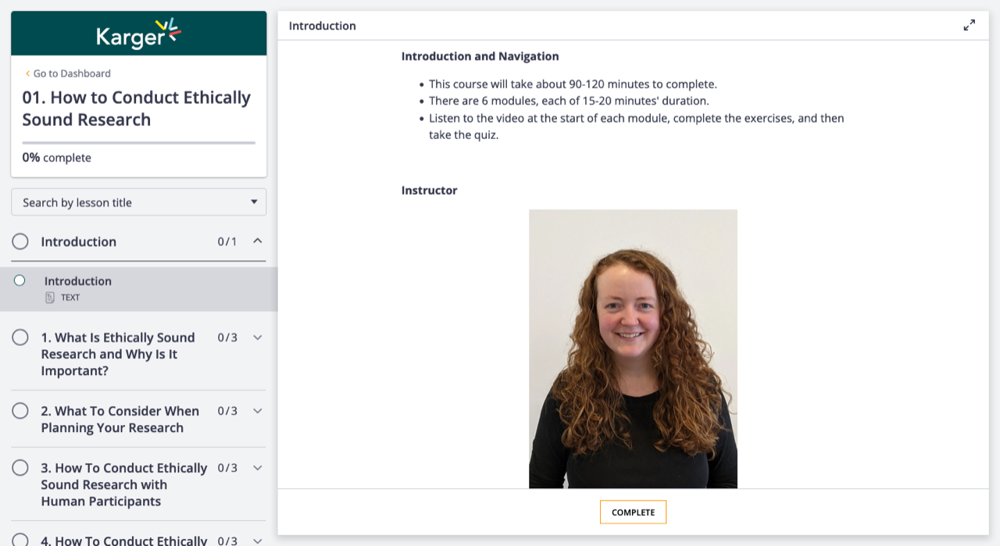 Karger
Go to Dashboard
01. How to Conduct Ethically
Sound Research
0% complete
Search by lesson title
Introduction 0/1
Introduction
TEXT
1. What Is Ethically Sound 0/3
Research and Why Is It
Important?
2. What To Consider When 0/3
Planning Your Research
3. How To Conduct Ethically 0/3
Sound Research with
Human Participants
4. How To Conduct Ethically 0/3
Introduction
Introduction and Navigation
• This course will take about 90-120 minutes to complete.
• There are 6 modules, each of 15-20 minutes' duration.
• Listen to the video at the start of each module, complete the exercises, and then
take the quiz.
Instructor
COMPLETE